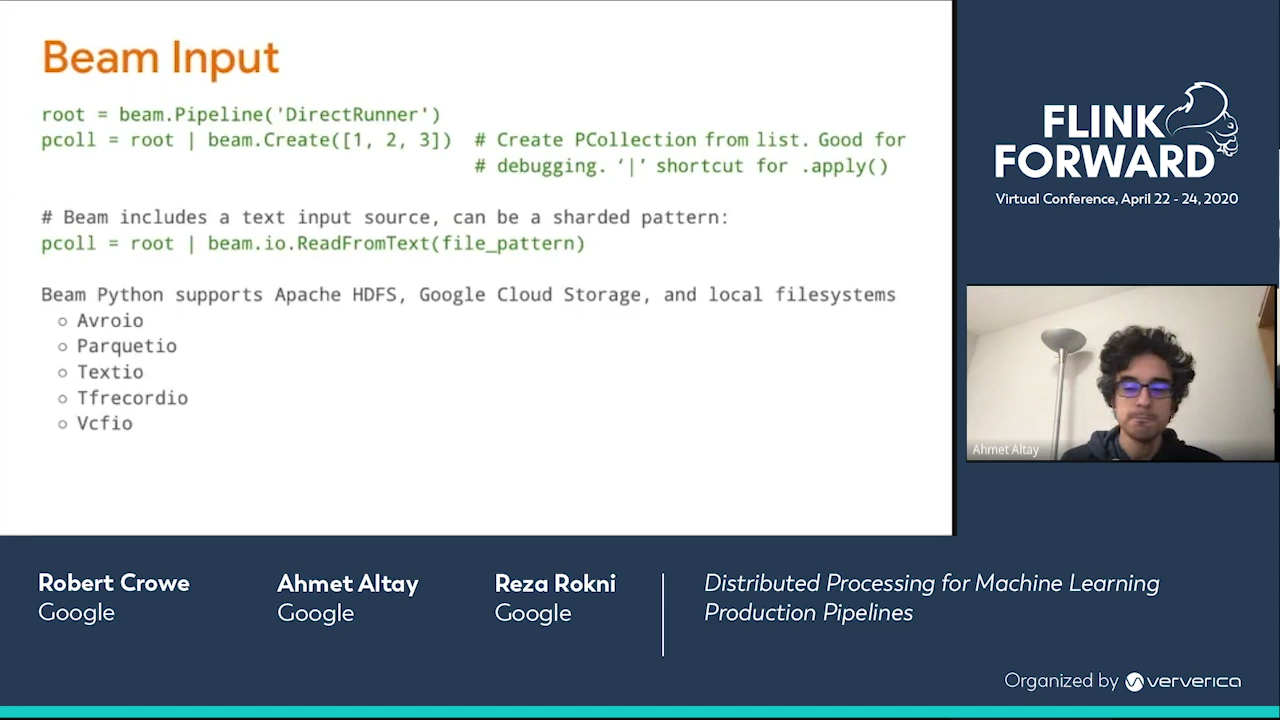 Beam Input
root = beam.Pipeline('DirectRunner')
pcoll = root | beam.Create([1, 2, 3])  # Create PCollection from list. Good for
# debugging. ‘|’ shortcut for .apply()
# Beam includes a text input source, can be a sharded pattern:
pcoll = root | beam.io.ReadFromText(file_pattern)
Beam Python supports Apache HDFS, Google Cloud Storage, and local filesystems
○ Avroio
○ Parquetio
○ Textio
○ Tfrecordio
○ Vcfio
FLINK
FORWARD
Virtual Conference, April 22 - 24, 2020
Ahmet Altay
Robert Crowe
Google
Ahmet Altay
Google
Reza Rokni
Google
Distributed Processing for Machine Learning
Production Pipelines
Organized by ververica